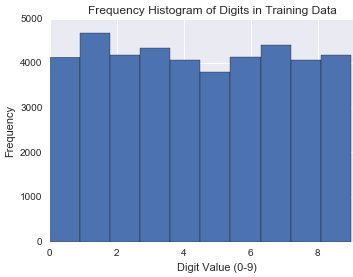 Frequency Histogram of Digits in Training Data
5000
4000
3000
2000
1000
0
Frequency
0 2 4 6 8
Digit Value (0-9)